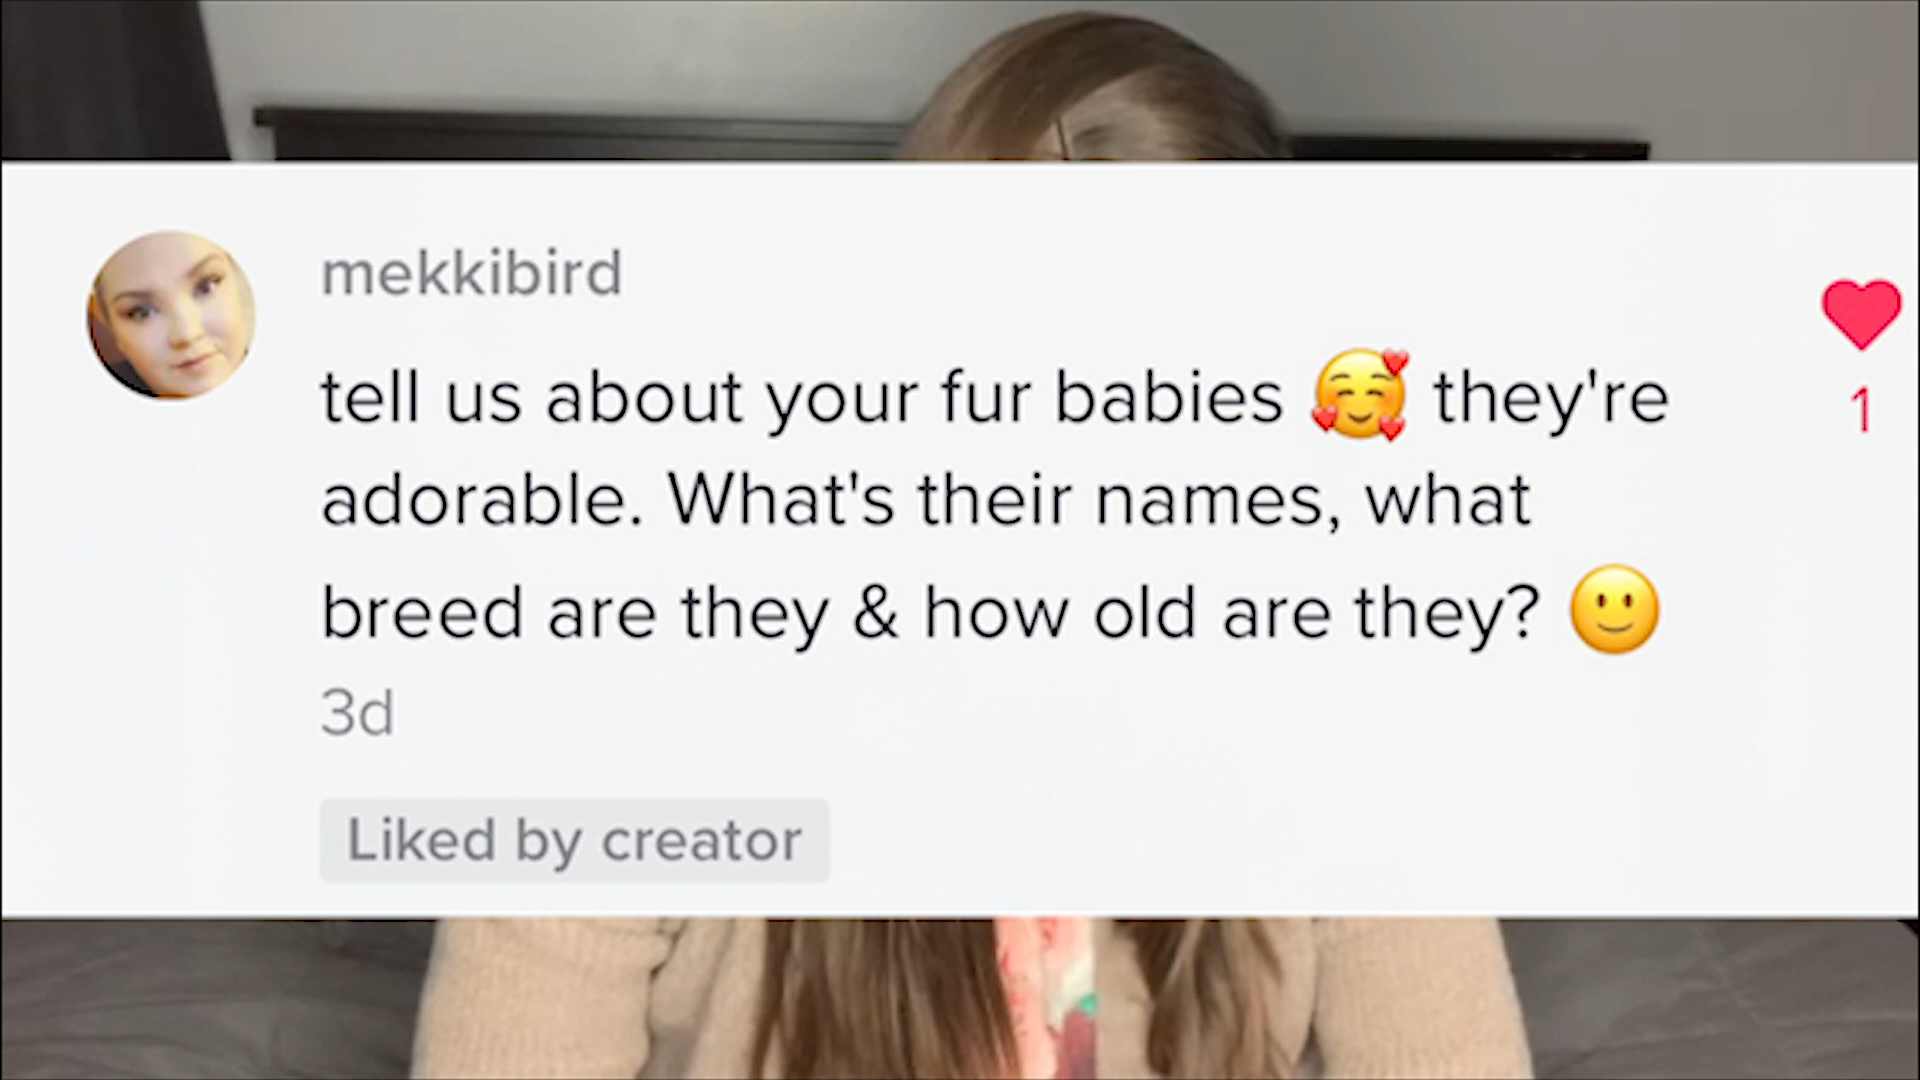 mekkibird
tell us about your fur babies 🥰 they're
adorable. What's their names, what
breed are they & how old are they? 🙂
3d
Liked by creator
1